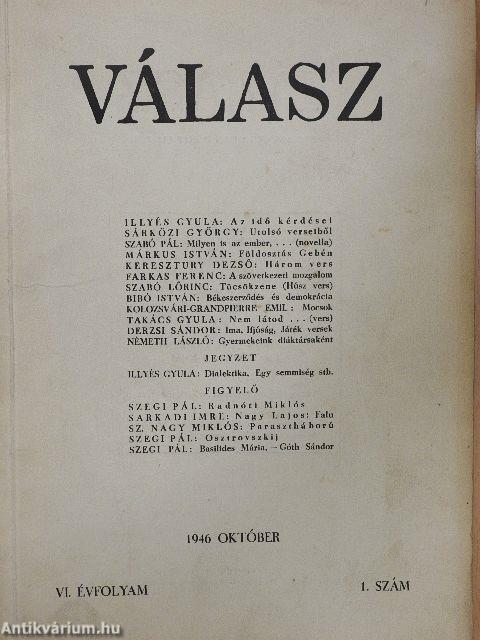 VÁLASZ
ILLYÉS GYULA: Az idő kérdései
SÁRKÖZI GYÖRGY: Utolsó verseiből
SZABÓ PÁL: Milyen is az ember, . . . (novella)
MÁRKUS ISTVÁN: Földosztás Gebén
KERESZTURY DEZSŐ: Három vers
FARKAS FERENC: A szövetkezeti mozgalom
SZABÓ LŐRINC: Tücsökzene (Húsz vers)
BIBÓ ISTVÁN: Békeszerződés és demokrácia
KOLOZSVÁRI-GRANDPIERRE EMIL: Mocsok
TAKÁCS GYULA: Nem látod . . . (vers)
DERZSI SÁNDOR: Ima, Ifjúság, Játék versek
NÉMETH LÁSZLÓ: Gyermekeink diáktársaként
JEGYZET
ILLYÉS GYULA: Dialektika. Egy semmiség stb.
FIGYELŐ
SZEGI PÁL: Radnóti Miklós
SARKADI IMRE: Nagy Lajos: Falu
SZ. NAGY MIKLÓS: Parasztháború
SZEGI PÁL: Osztrovszkij
SZEGI PÁL: Basilides Mária. – Góth Sándor
1946 OKTÓBER
VI. ÉVFOLYAM 1. SZÁM
Antikvárium.hu